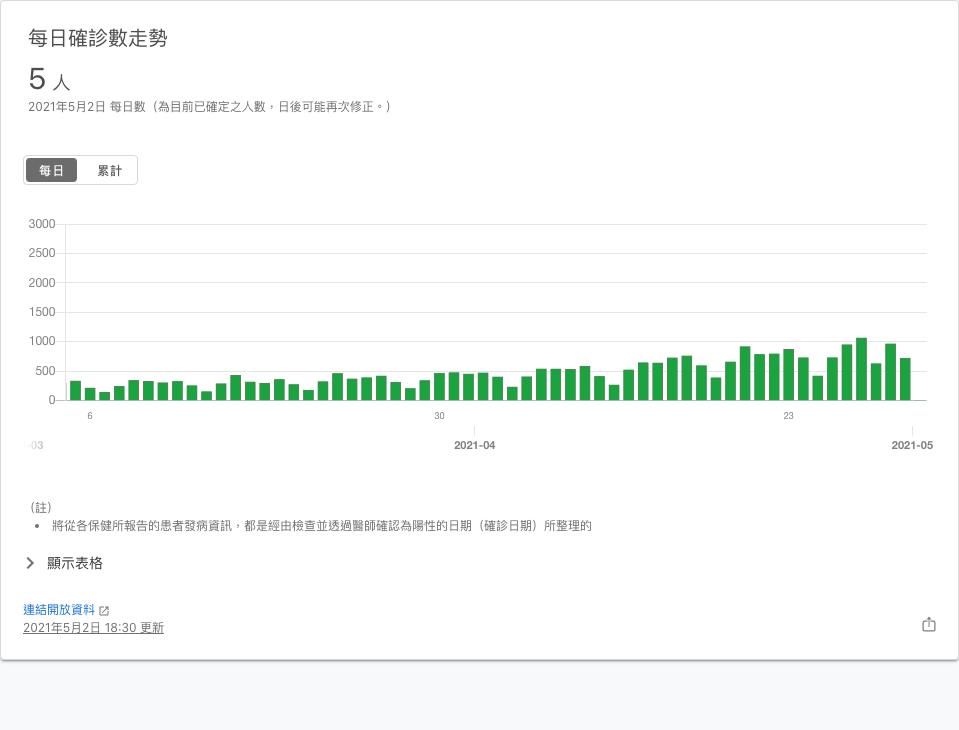 每日確診數走勢
5 人
2021年5月2日 每日數（為目前已確定之人數，日後可能再次修正。）
每日 累計
3000
2500
2000
1500
1000
500
0
6 30 23
-03 2021-04 2021-05
（註）
• 將從各保健所報告的患者發病資訊，都是經由檢查並透過醫師確認為陽性的日期（確診日期）所整理的
顯示表格
連結開放資料
2021年5月2日 18:30 更新